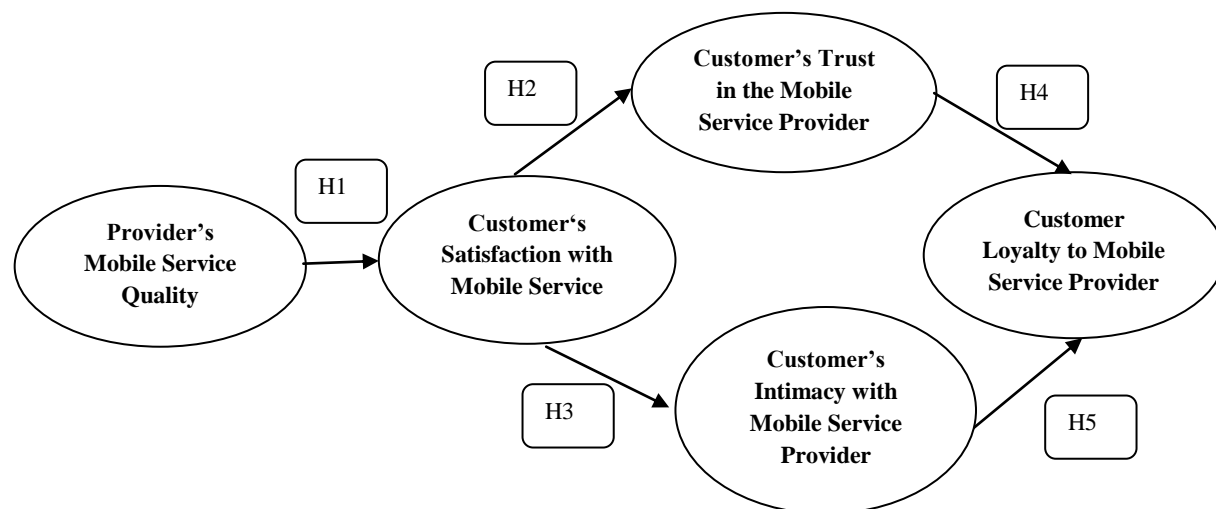 Customer’s Trust
in the Mobile
Service Provider
H2
H4
H1
Provider’s
Mobile Service
Quality
Customer‘s
Satisfaction with
Mobile Service
Customer
Loyalty to Mobile
Service Provider
H3
Customer’s
Intimacy with
Mobile Service
Provider
H5